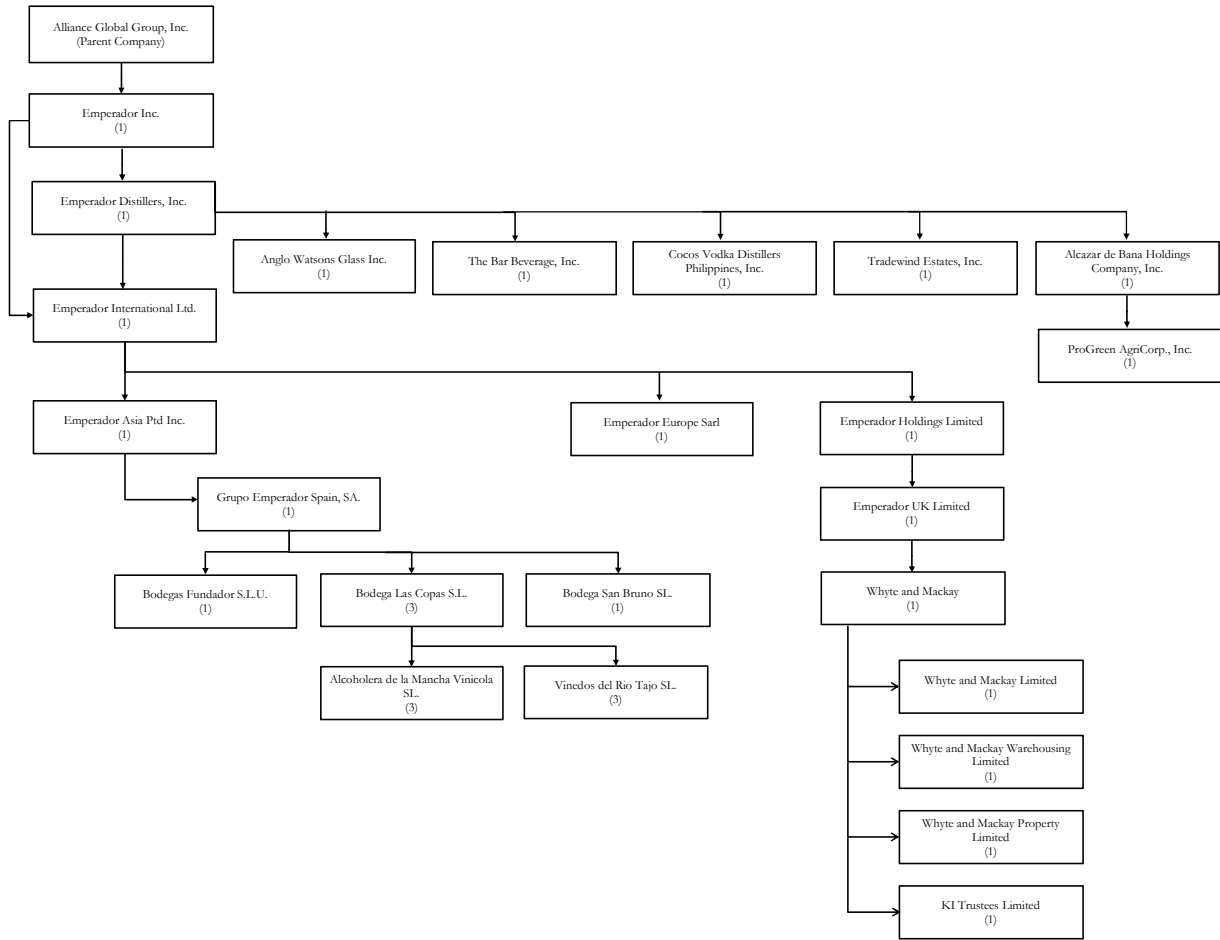 Alliance Global Group, Inc.
(Parent Company)
Emperador Inc.
(1)
Emperador Distillers, Inc.
(1)
Anglo Watsons Glass Inc.
(1)
The Bar Beverage, Inc.
(1)
Cocos Vodka Distillers
Philippines, Inc.
(1)
Tradewind Estates, Inc.
(1)
Alcazar de Bana Holdings
Company, Inc.
(1)
Emperador International Ltd.
(1)
ProGreen AgriCorp., Inc.
(1)
Emperador Asia Ptd Inc.
(1)
Emperador Europe Sarl
(1)
Emperador Holdings Limited
(1)
Grupo Emperador Spain, SA.
(1)
Emperador UK Limited
(1)
Bodegas Fundador S.L.U.
(1)
Bodega Las Copas S.L.
(3)
Bodega San Bruno SL.
(1)
Whyte and Mackay
(1)
Alcoholera de la Mancha Vinicola
SL.
(3)
Vinedos del Rio Tajo SL.
(3)
Whyte and Mackay Limited
(1)
Whyte and Mackay Warehousing
Limited
(1)
Whyte and Mackay Property
Limited
(1)
KI Trustees Limited
(1)